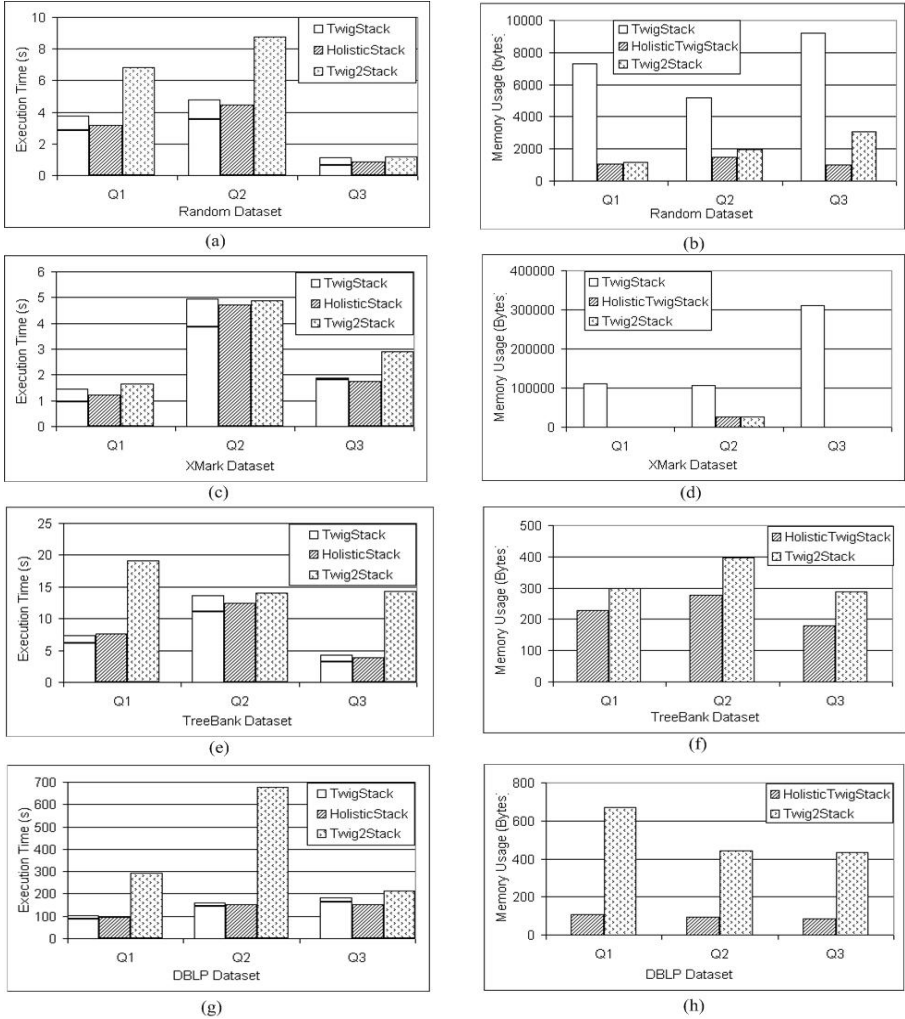 10
8
6
4
2
0
Execution Time (s)
TwigStack
HolisticStack
Twig2Stack
Q1 Q2 Q3
Random Dataset
(a)
10000
8000
6000
4000
2000
0
Memory Usage (bytes)
TwigStack
HolisticTwigStack
Twig2Stack
Q1 Q2 Q3
Random Dataset
(b)
6
5
4
3
2
1
0
Execution Time (s)
TwigStack
HolisticStack
Twig2Stack
Q1 Q2 Q3
XMark Dataset
(c)
400000
300000
200000
100000
0
Memory Usage (Bytes)
TwigStack
HolisticTwigStack
Twig2Stack
Q1 Q2 Q3
XMark Dataset
(d)
25
20
15
10
5
0
Execution Time (s)
TwigStack
HolisticStack
Twig2Stack
Q1 Q2 Q3
TreeBank Dataset
(e)
500
400
300
200
100
0
Memory Usage (Bytes)
HolisticTwigStack
Twig2Stack
Q1 Q2 Q3
TreeBank Dataset
(f)
700
600
500
400
300
200
100
0
Execution Time (s)
TwigStack
HolisticStack
Twig2Stack
Q1 Q2 Q3
DBLP Dataset
(g)
800
600
400
200
0
Memory Usage (Bytes)
HolisticTwigStack
Twig2Stack
Q1 Q2 Q3
DBLP Dataset
(h)